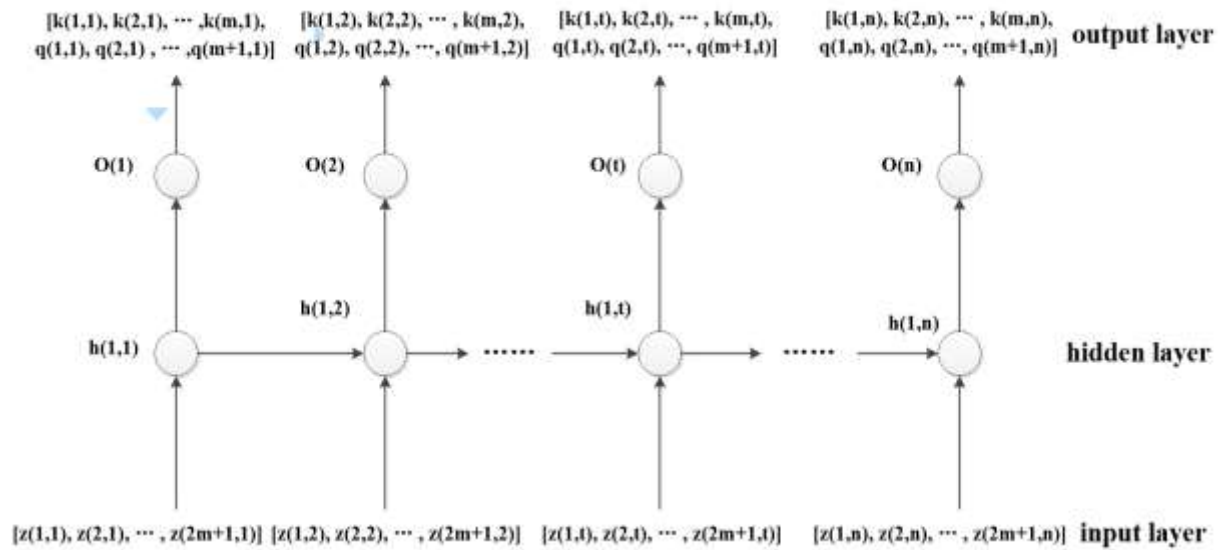 [k(1,1), k(2,1), ··· ,k(m,1),
q(1,1), q(2,1) , ··· ,q(m+1,1)]
[k(1,2), k(2,2), ··· , k(m,2),
q(1,2), q(2,2), ···, q(m+1,2)]
[k(1,t), k(2,t), ··· , k(m,t),
q(1,t), q(2,t), ···, q(m+1,t)]
[k(1,n), k(2,n), ··· , k(m,n),
q(1,n), q(2,n), ···, q(m+1,n)]
output layer
O(1)
O(2)
O(t)
O(n)
h(1,1)
h(1,2)
······
h(1,t)
······
h(1,n)
hidden layer
[z(1,1), z(2,1), ··· , z(2m+1,1)]
[z(1,2), z(2,2), ··· , z(2m+1,2)]
[z(1,t), z(2,t), ··· , z(2m+1,t)]
[z(1,n), z(2,n), ··· , z(2m+1,n)]
input layer